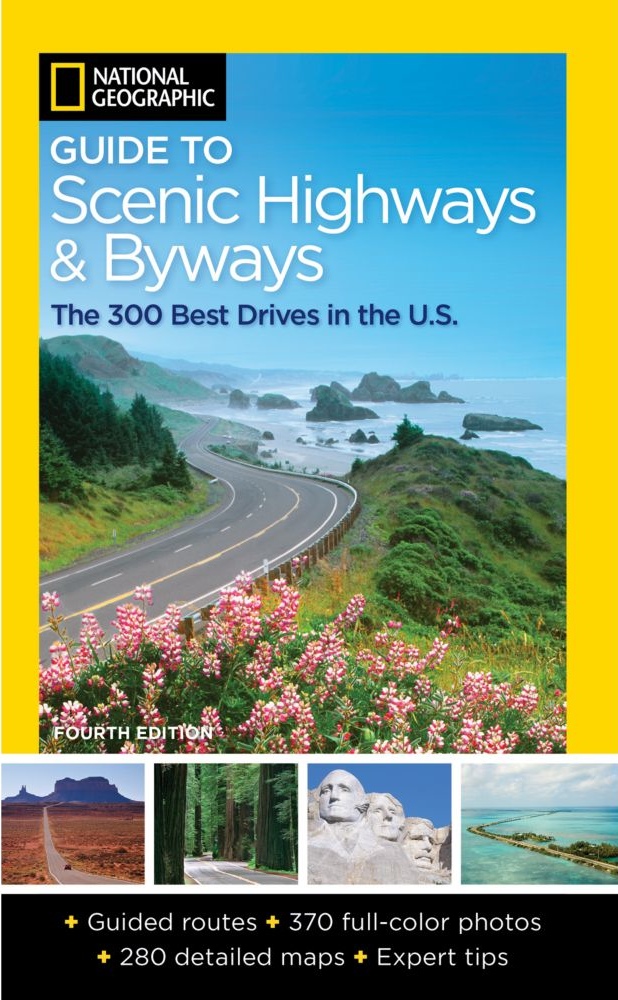 NATIONAL
GEOGRAPHIC
GUIDE TO
Scenic Highways
& Byways
The 300 Best Drives in the U.S.
FOURTH EDITION
+ Guided routes + 370 full-color photos
+ 280 detailed maps + Expert tips